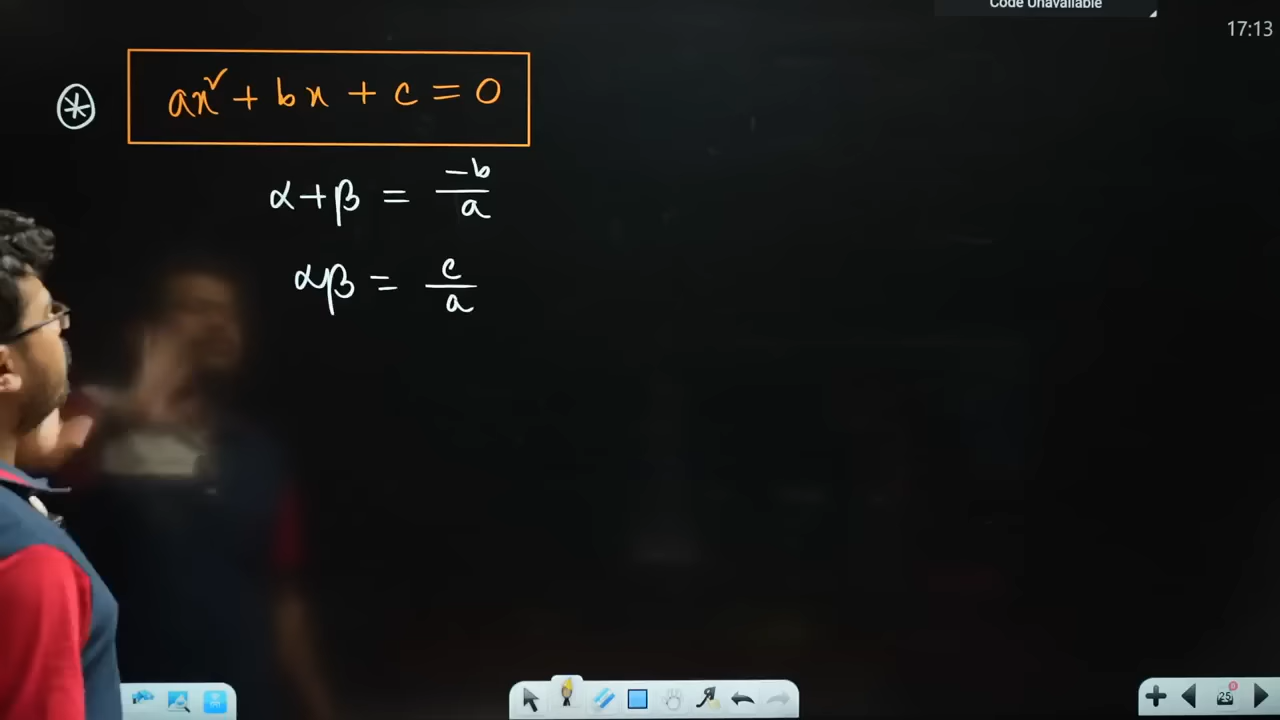 Code Unavailable
17:13
ax² + bx + c = 0
α+β = -b/a
αβ = c/a
25